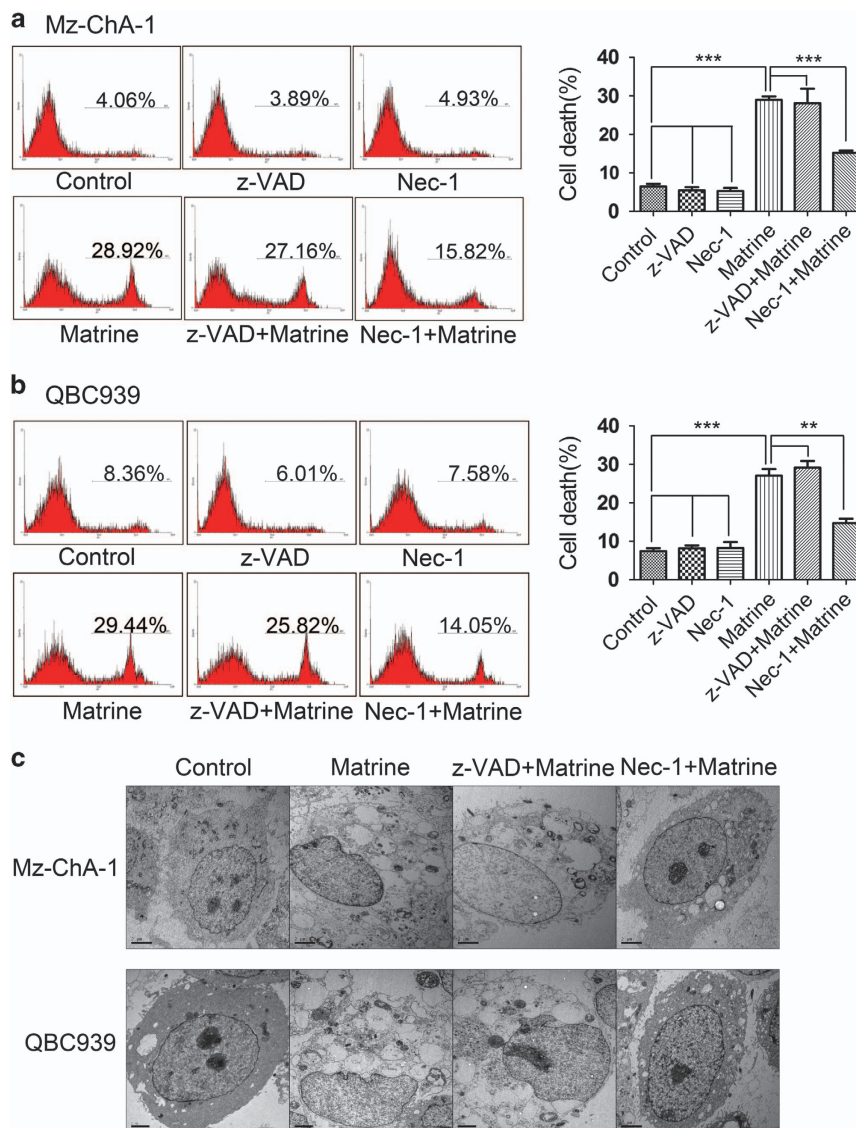 a Mz-ChA-1
4.06% 3.89% 4.93%
Control z-VAD Nec-1
28.92% 27.16% 15.82%
Matrine z-VAD+Matrine Nec-1+Matrine
Cell death(%)
*** ***
40
30
20
10
0
Control z-VAD Nec-1 Matrine z-VAD+Matrine Nec-1+Matrine
b QBC939
8.36% 6.01% 7.58%
Control z-VAD Nec-1
29.44% 25.82% 14.05%
Matrine z-VAD+Matrine Nec-1+Matrine
Cell death(%)
*** **
40
30
20
10
0
Control z-VAD Nec-1 Matrine z-VAD+Matrine Nec-1+Matrine
c
Control Matrine z-VAD+Matrine Nec-1+Matrine
Mz-ChA-1
QBC939